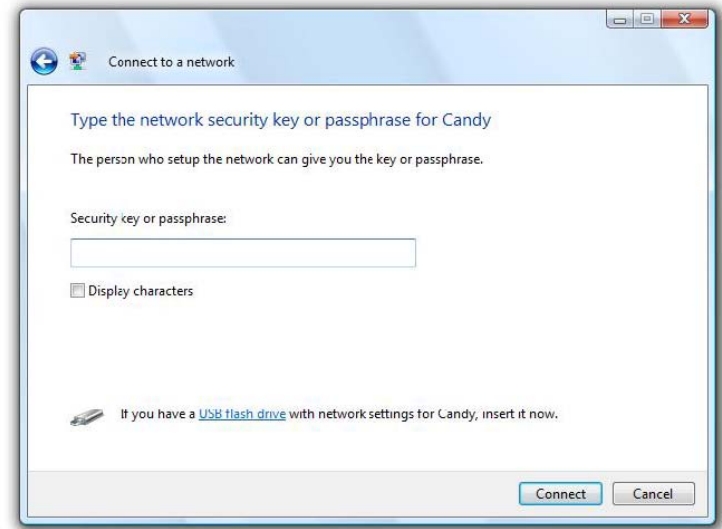 Connect to a network
Type the network security key or passphrase for Candy
The person who setup the network can give you the key or passphrase.
Security key or passphrase:
Display characters
If you have a USB flash drive with network settings for Candy, insert it now.
Connect Cancel